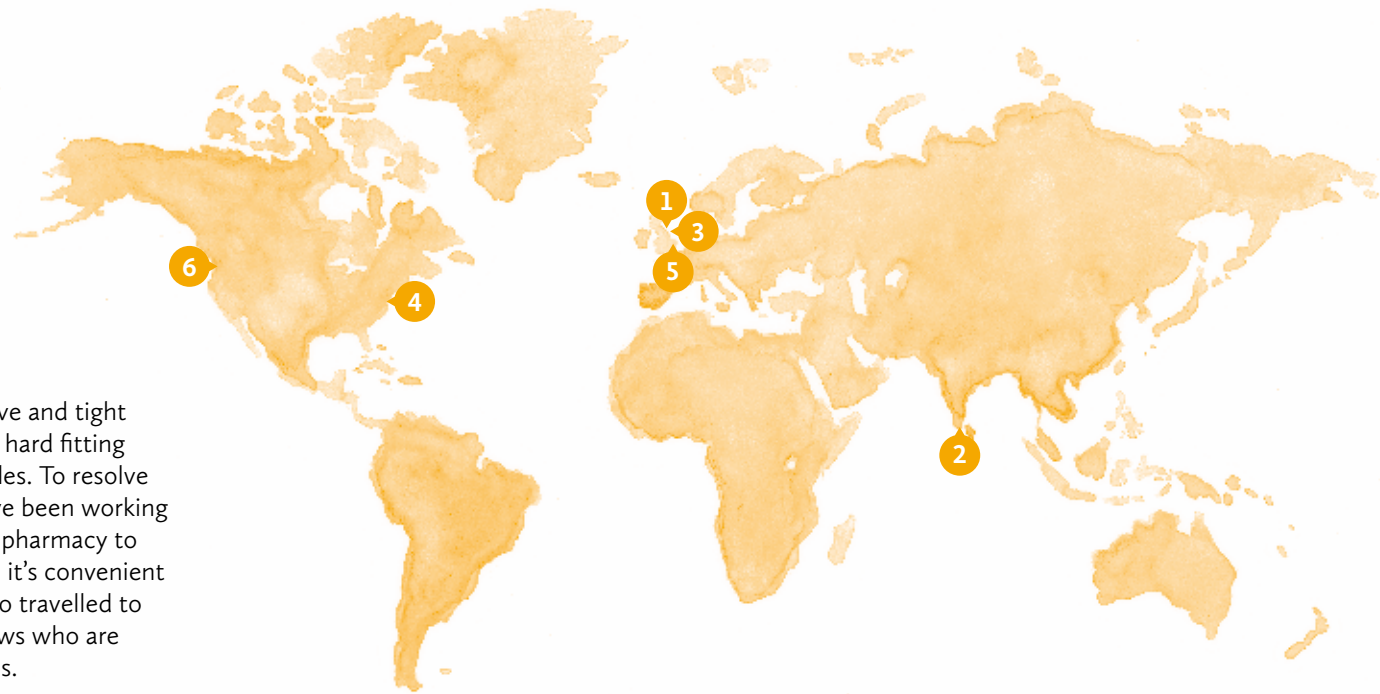 1
3
6
5
4
ve and tight
hard fitting
les. To resolve
ve been working
2
pharmacy to
it's convenient
o travelled to
ws who are
s.